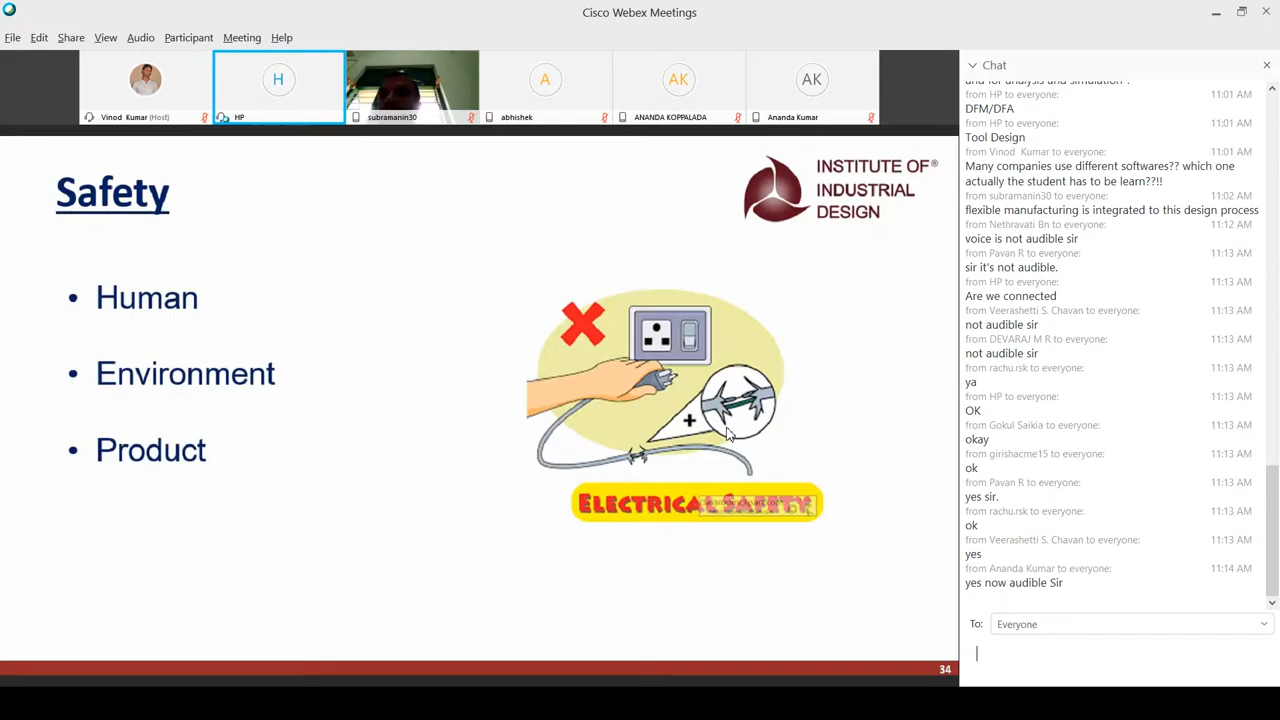 Cisco Webex Meetings
File Edit Share View Audio Participant Meeting Help
Vinod Kumar (Host)
H
HP
subramanin30
A
abhishek
AK
ANANDA KOPPALADA
AK
Ananda Kumar
Safety
INSTITUTE OF®
INDUSTRIAL
DESIGN
• Human
• Environment
• Product
+
ELECTRICAL SAFETY
34
Chat
and for analysis and simulation ?
from HP to everyone: 11:01 AM
DFM/DFA
from HP to everyone: 11:01 AM
Tool Design
from Vinod Kumar to everyone: 11:01 AM
Many companies use different softwares?? which one
actually the student has to be learn??!!
from subramanin30 to everyone: 11:02 AM
flexible manufacturing is integrated to this design process
from Nethravati Bn to everyone: 11:12 AM
voice is not audible sir
from Pavan R to everyone: 11:13 AM
sir it's not audible.
from HP to everyone: 11:13 AM
Are we connected
from Veerashetti S. Chavan to everyone: 11:13 AM
not audible sir
from DEVARAJ M R to everyone: 11:13 AM
not audible sir
from rachu.rsk to everyone: 11:13 AM
ya
from HP to everyone: 11:13 AM
OK
from Gokul Saikia to everyone: 11:13 AM
okay
from girishacme15 to everyone: 11:13 AM
ok
from Pavan R to everyone: 11:13 AM
yes sir.
from rachu.rsk to everyone: 11:13 AM
ok
from Veerashetti S. Chavan to everyone: 11:13 AM
yes
from Ananda Kumar to everyone: 11:14 AM
yes now audible Sir
To: Everyone